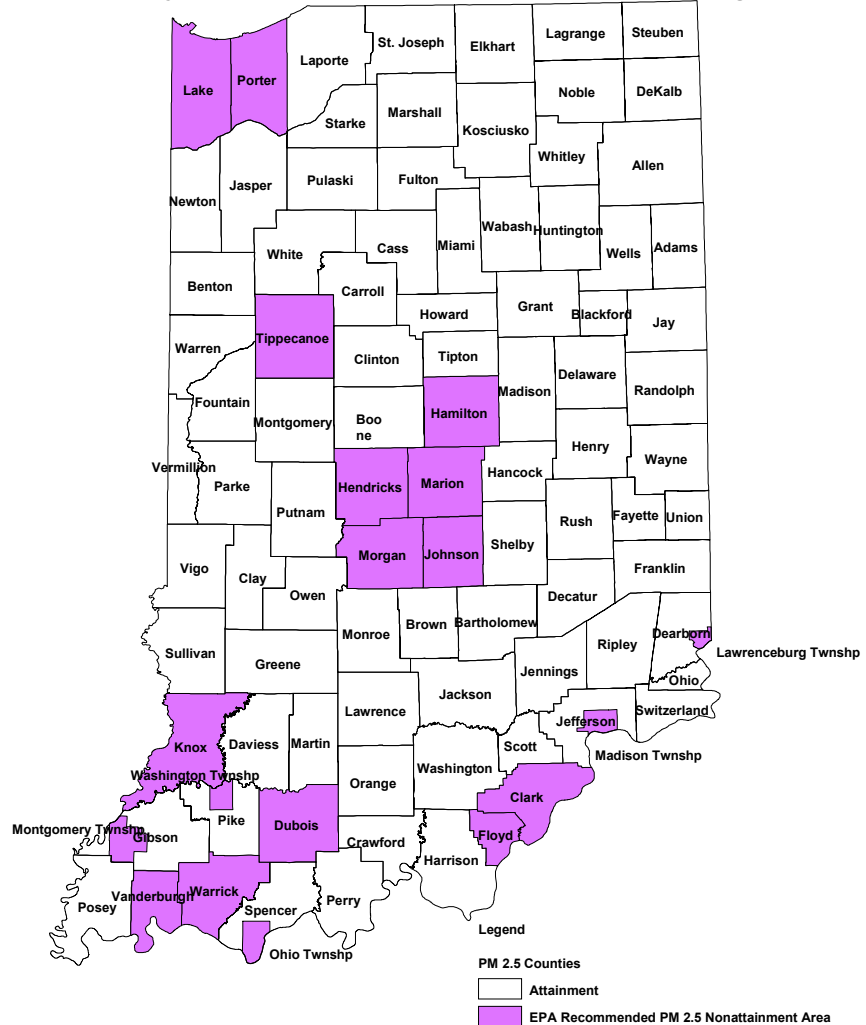 St. Joseph
Elkhart
Lagrange
Steuben
Laporte
Porter
Lake
Noble
DeKalb
Marshall
Starke
Kosciusko
Whitley
Allen
Pulaski
Fulton
Jasper
Newton
Wabash
Huntington
Miami
Cass
White
Wells
Adams
Benton
Carroll
Howard
Grant
Blackford
Jay
Tippecanoe
Warren
Clinton
Tipton
Madison
Delaware
Randolph
Fountain
Montgomery
Boo
ne
Hamilton
Henry
Wayne
Vermillion
Parke
Hendricks
Marion
Hancock
Putnam
Rush
Fayette
Union
Morgan
Johnson
Shelby
Vigo
Clay
Owen
Franklin
Decatur
Monroe
Brown
Bartholomew
Dearborn
Ripley
Lawrenceburg Twnshp
Sullivan
Greene
Jennings
Ohio
Jackson
Lawrence
Switzerland
Jefferson
Knox
Daviess
Martin
Scott
Madison Twnshp
Washington
Washington Twnshp
Orange
Clark
Pike
Dubois
Montgomery Twnshp
Gibson
Floyd
Crawford
Harrison
Vanderburgh
Warrick
Posey
Spencer
Perry
Ohio Twnshp
Legend
PM 2.5 Counties
Attainment
EPA Recommended PM 2.5 Nonattainment Area